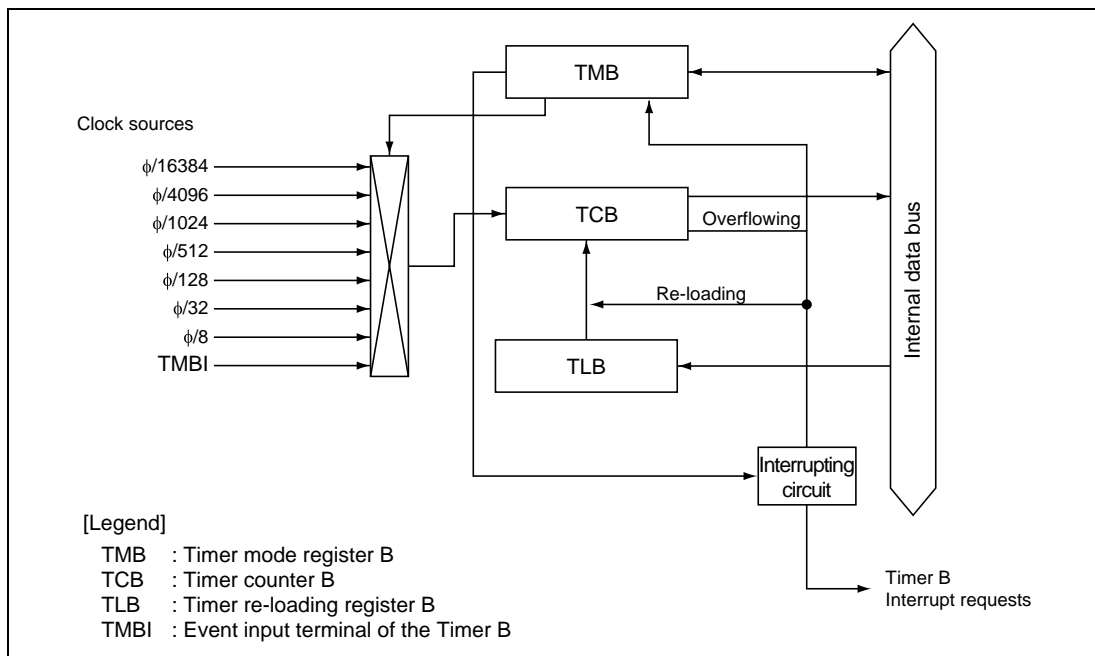 TMB
Clock sources
ϕ/16384
ϕ/4096
ϕ/1024
ϕ/512
ϕ/128
ϕ/32
ϕ/8
TMBI
TCB
Overflowing
Re-loading
TLB
Internal data bus
Interrupting
circuit
Timer B
Interrupt requests
[Legend]
TMB : Timer mode register B
TCB : Timer counter B
TLB : Timer re-loading register B
TMBI : Event input terminal of the Timer B